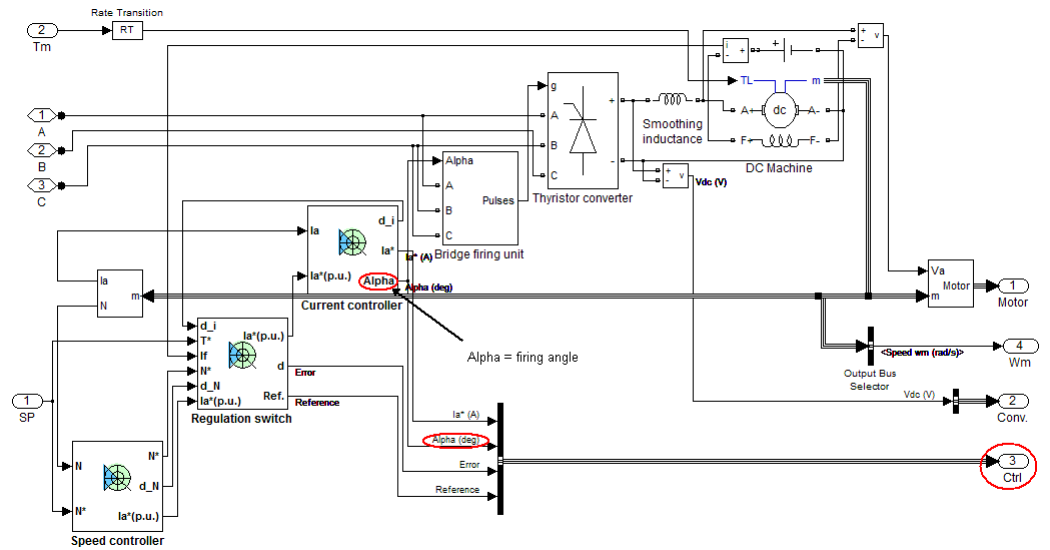 Rate Transition
2
RT
Tm
i
+
-
+
+
-
v
TL
m
g
A+
dc
A-
1
A
+
A
Smoothing
inductance
F+
F-
2
B
B
DC Machine
3
C
Alpha
-
C
+
-
v
Vdc (V)
A
Pulses
Thyristor converter
B
C
Bridge firing unit
d_i
Ia
Ia*
Ia* (A)
Ia*(p.u.)
Alpha
Alpha (deg)
Current controller
Ia
m
N
Va
Motor
m
1
Motor
d_i
T*
Ia*(p.u.)
If
N*
d
Error
d_N
Ia*(p.u.)
Ref.
Reference
Regulation switch
Alpha = firing angle
<Speed wm (rad/s)>
4
Wm
Output Bus
Selector
1
SP
Vdc (V)
2
Conv.
Ia* (A)
Alpha (deg)
Error
3
Ctrl
Reference
N*
N
d_N
N*
Ia*(p.u.)
Speed controller